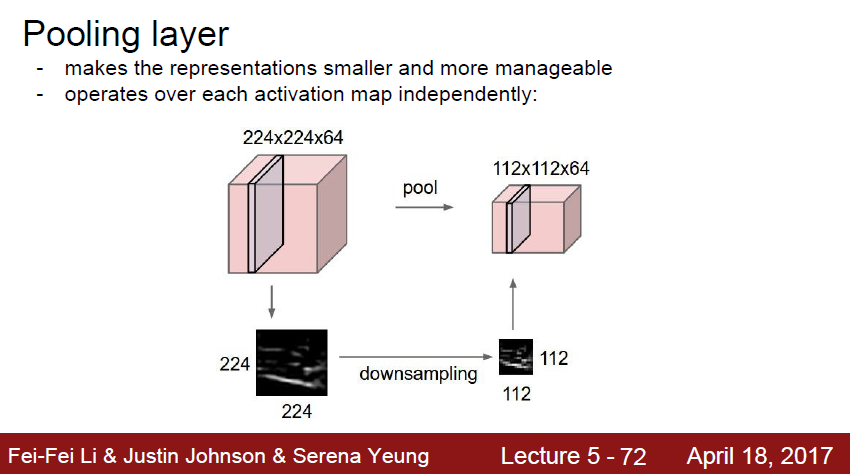 Pooling layer
- makes the representations smaller and more manageable
- operates over each activation map independently:
224x224x64
pool
112x112x64
224
224
downsampling
112
112
Fei-Fei Li & Justin Johnson & Serena Yeung
Lecture 5 - 72
April 18, 2017